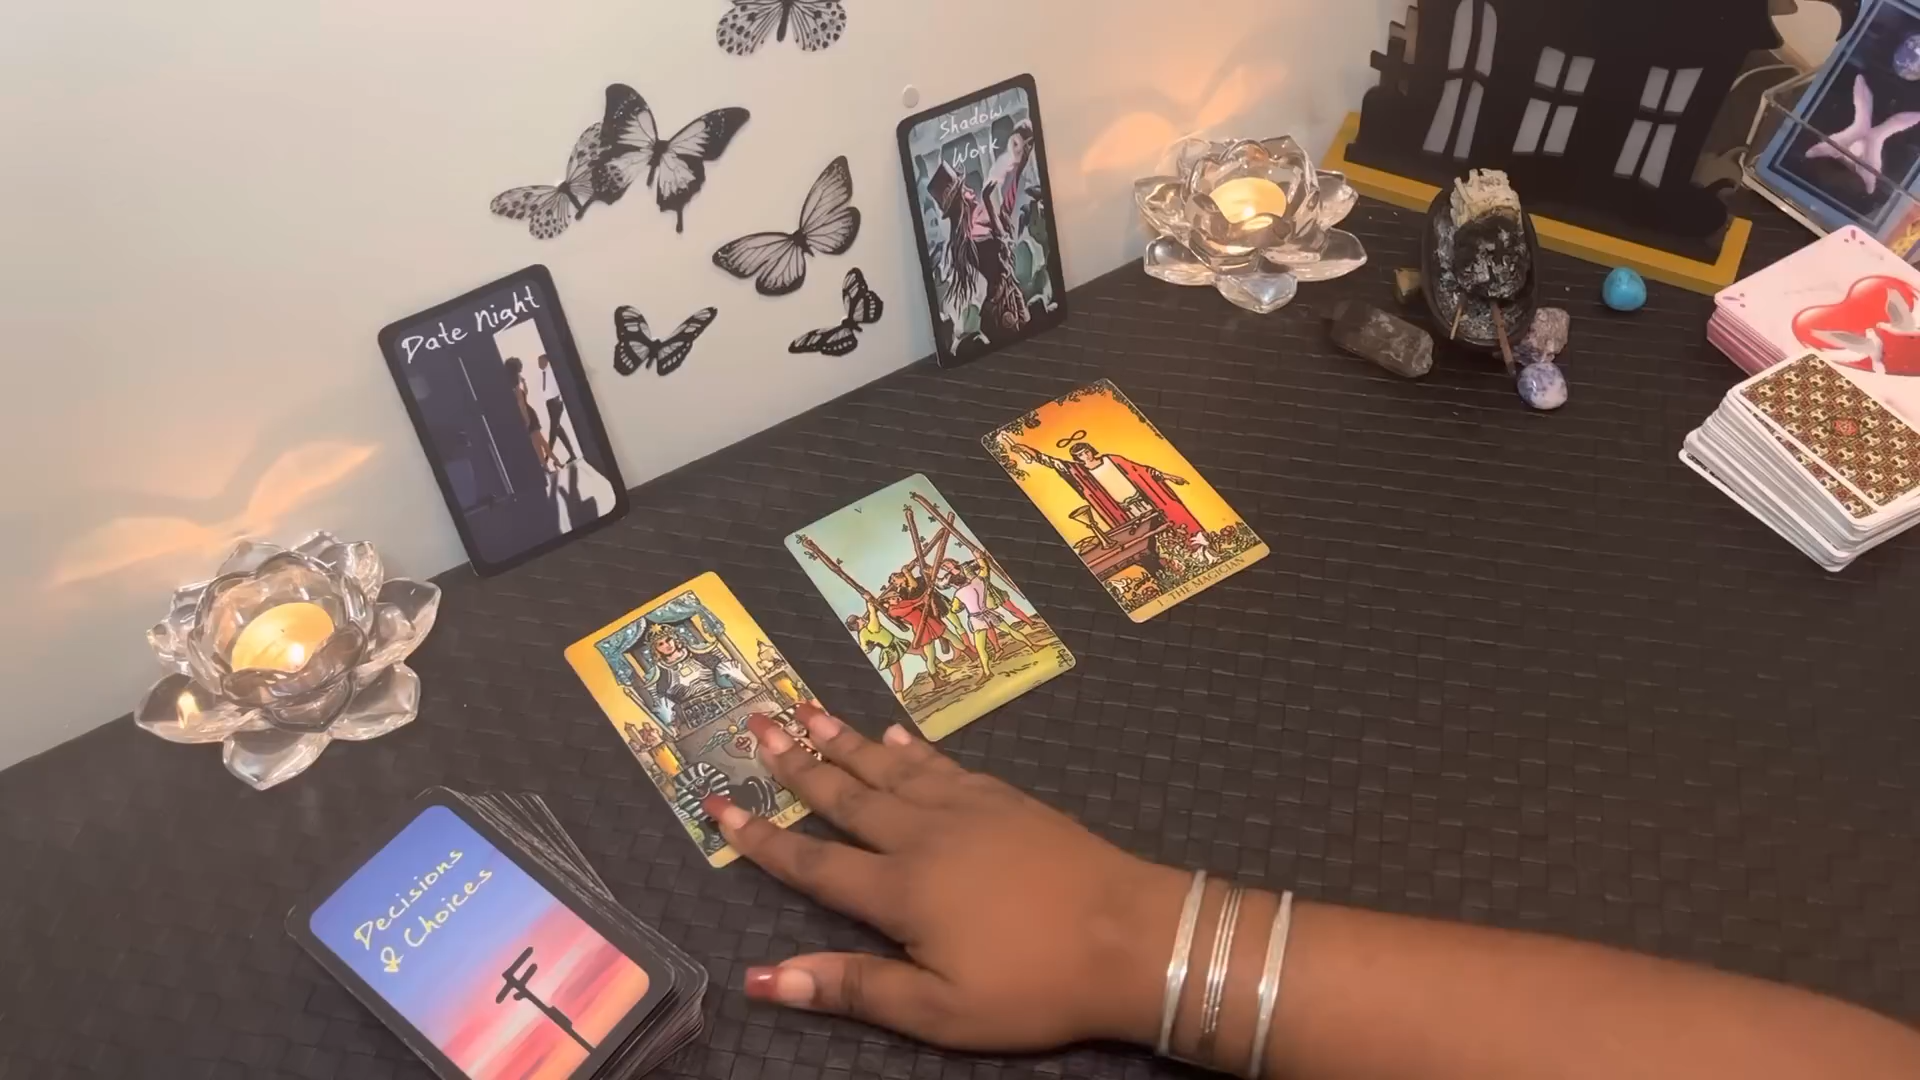 Shadow
Work
Date Night
V
I THE MAGICIAN
Decisions
& Choices